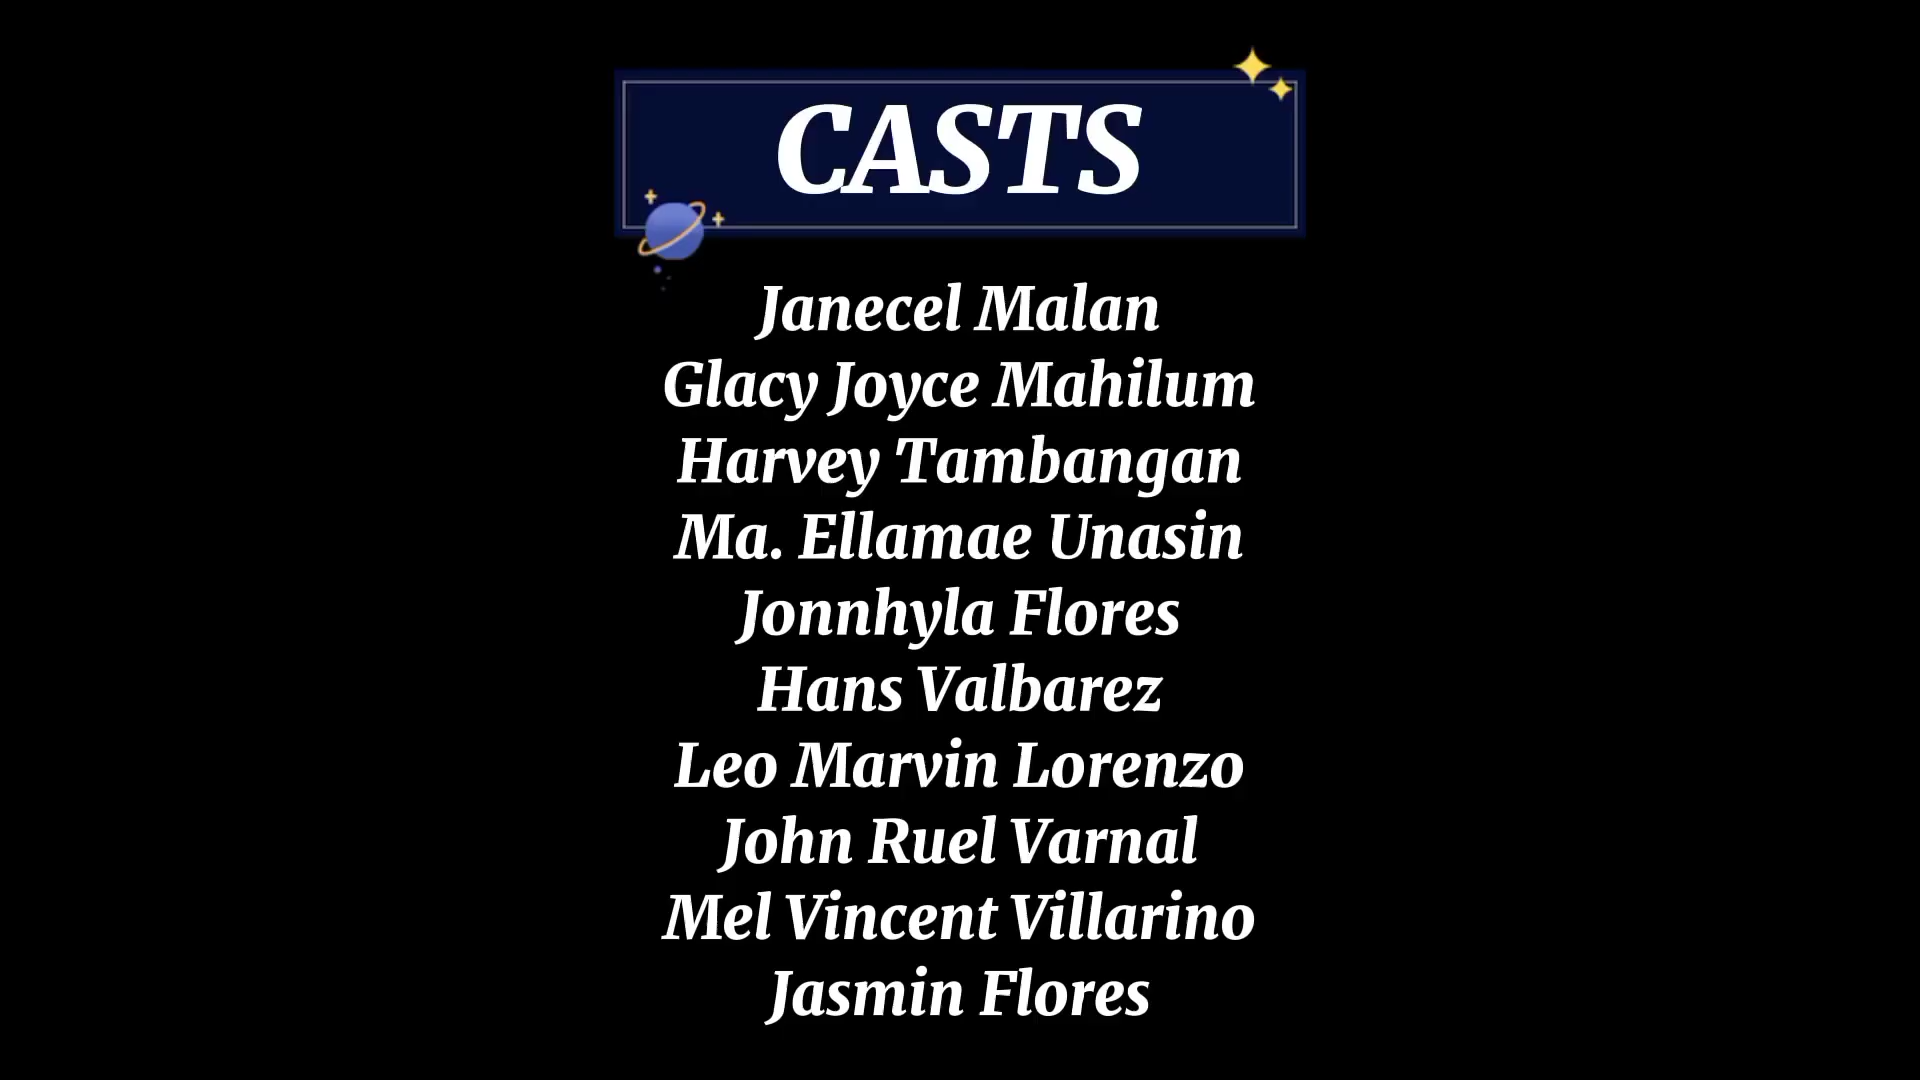 CASTS
Janecel Malan
Glacy Joyce Mahilum
Harvey Tambangan
Ma. Ellamae Unasin
Jonnhyla Flores
Hans Valbarez
Leo Marvin Lorenzo
John Ruel Varnal
Mel Vincent Villarino
Jasmin Flores